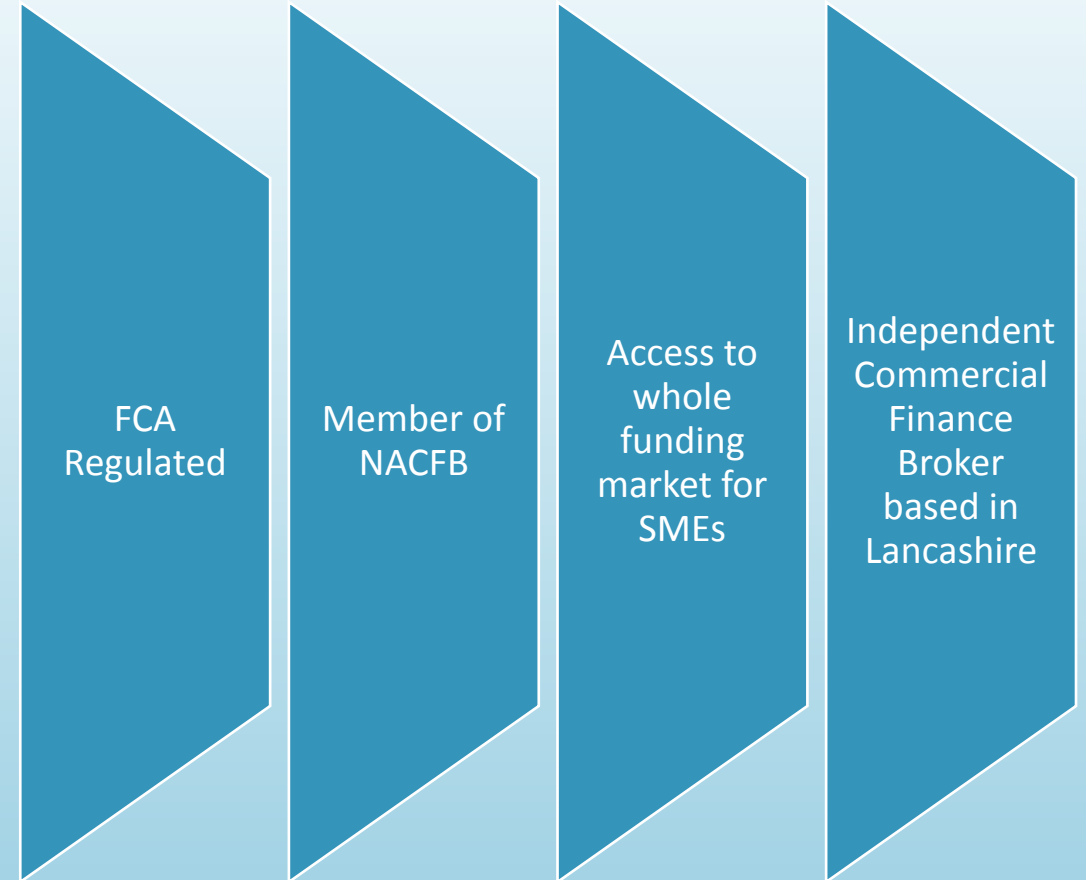 FCA
Regulated
Member of
NACFB
Access to
whole
funding
market for
SMEs
Independent
Commercial
Finance
Broker
based in
Lancashire